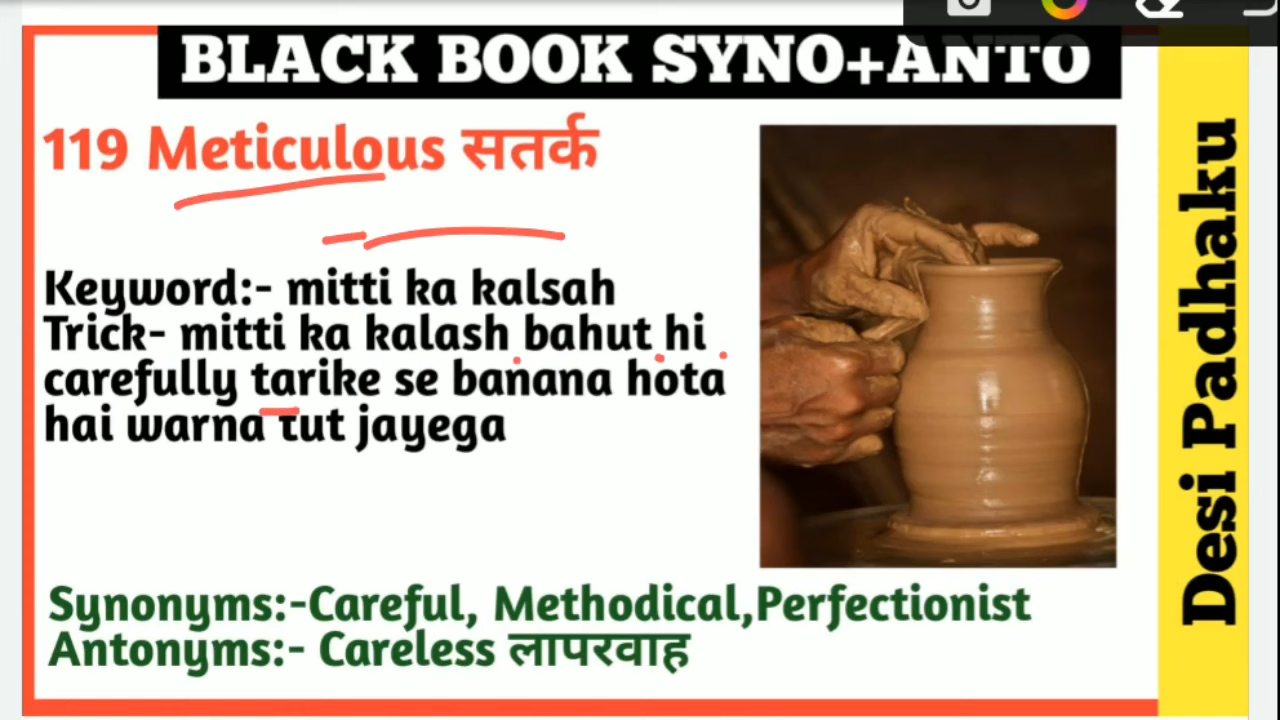 BLACK BOOK SYNO+ANTO
119 Meticulous सतर्क
Keyword:- mitti ka kalsah
Trick- mitti ka kalash bahut hi
carefully tarike se banana hota
hai warna tut jayega
Synonyms:-Careful, Methodical,Perfectionist
Antonyms:- Careless लापरवाह
Desi Padhaku